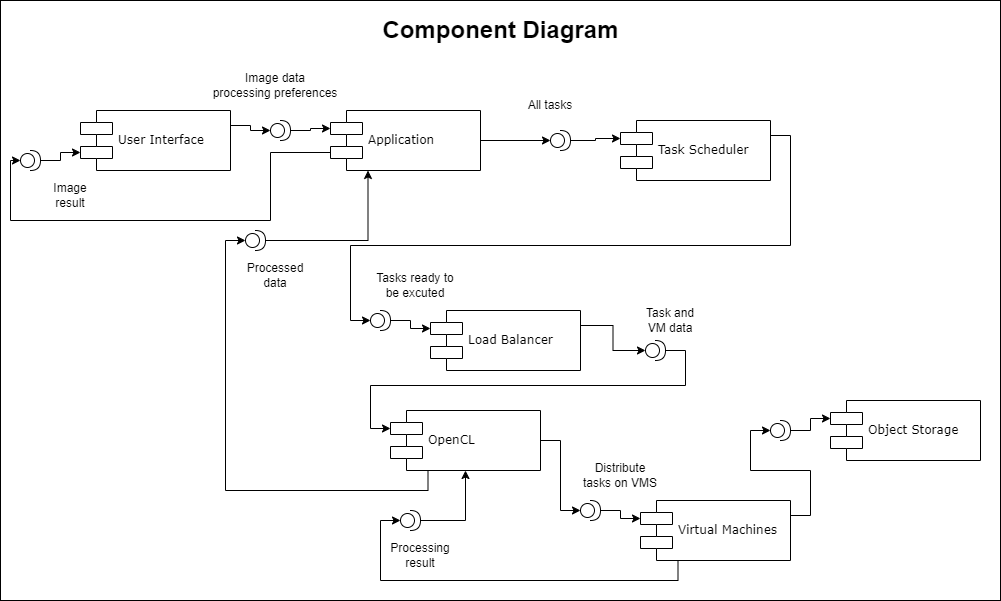 Component Diagram
Image data
processing preferences
User Interface
Application
All tasks
Task Scheduler
Image
result
Processed
data
Tasks ready to
be excuted
Load Balancer
Task and
VM data
OpenCL
Object Storage
Distribute
tasks on VMS
Virtual Machines
Processing
result